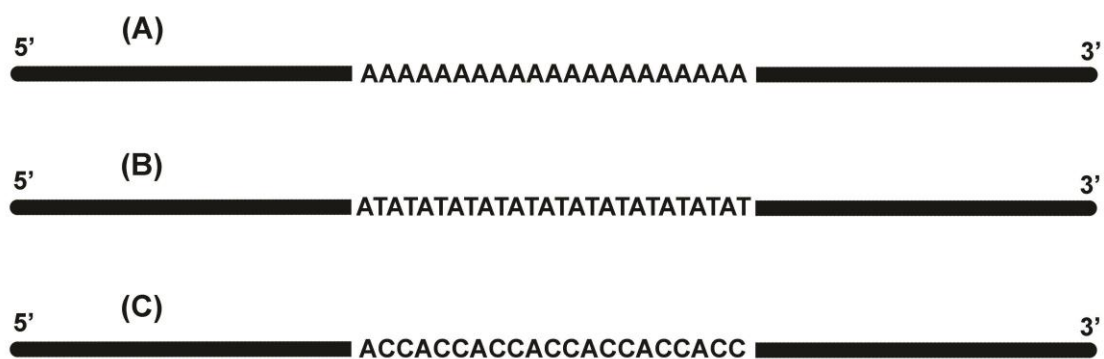 (A)
5’ AAAAAAAAAAAAAAAAAAAAA 3’
(B)
5’ ATATATATATATATATATATATATAT 3’
(C)
5’ ACCACCACCACCACCACCACC 3’